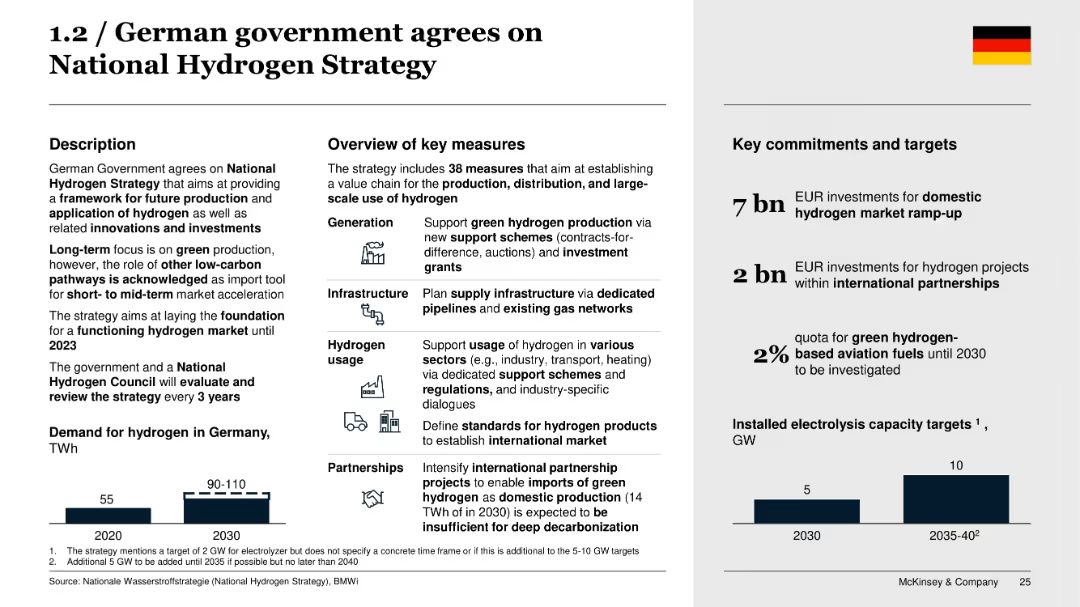 1.2 / German government agrees on
National Hydrogen Strategy
Description
German Government agrees on National
Hydrogen Strategy that aims at providing
a framework for future production and
application of hydrogen as well as
related innovations and investments
Long-term focus is on green production,
however, the role of other low-carbon
pathways is acknowledged as import tool
for short- to mid-term market acceleration
The strategy aims at laying the foundation
for a functioning hydrogen market until
2023
The government and a National
Hydrogen Council will evaluate and
review the strategy every 3 years
Demand for hydrogen in Germany,
TWh
55
90-110
2020
2030
Overview of key measures
The strategy includes 38 measures that aim at establishing
a value chain for the production, distribution, and large-
scale use of hydrogen
Generation
Support green hydrogen production via
new support schemes (contracts-for-
difference, auctions) and investment
grants
Infrastructure
Plan supply infrastructure via dedicated
pipelines and existing gas networks
Hydrogen
usage
Support usage of hydrogen in various
sectors (e.g., industry, transport, heating)
via dedicated support schemes and
regulations, and industry-specific
dialogues
Define standards for hydrogen products
to establish international market
Partnerships
Intensify international partnership
projects to enable imports of green
hydrogen as domestic production (14
TWh of in 2030) is expected to be
insufficient for deep decarbonization
Key commitments and targets
7 bn
EUR investments for domestic
hydrogen market ramp-up
2 bn
EUR investments for hydrogen projects
within international partnerships
2%
quota for green hydrogen-
based aviation fuels until 2030
to be investigated
Installed electrolysis capacity targets 1 ,
GW
5
10
2030
2035-402
1. The strategy mentions a target of 2 GW for electrolyzer but does not specify a concrete time frame or if this is additional to the 5-10 GW targets
2. Additional 5 GW to be added until 2035 if possible but no later than 2040
Source: Nationale Wasserstroffstrategie (National Hydrogen Strategy), BMWi
McKinsey & Company 25